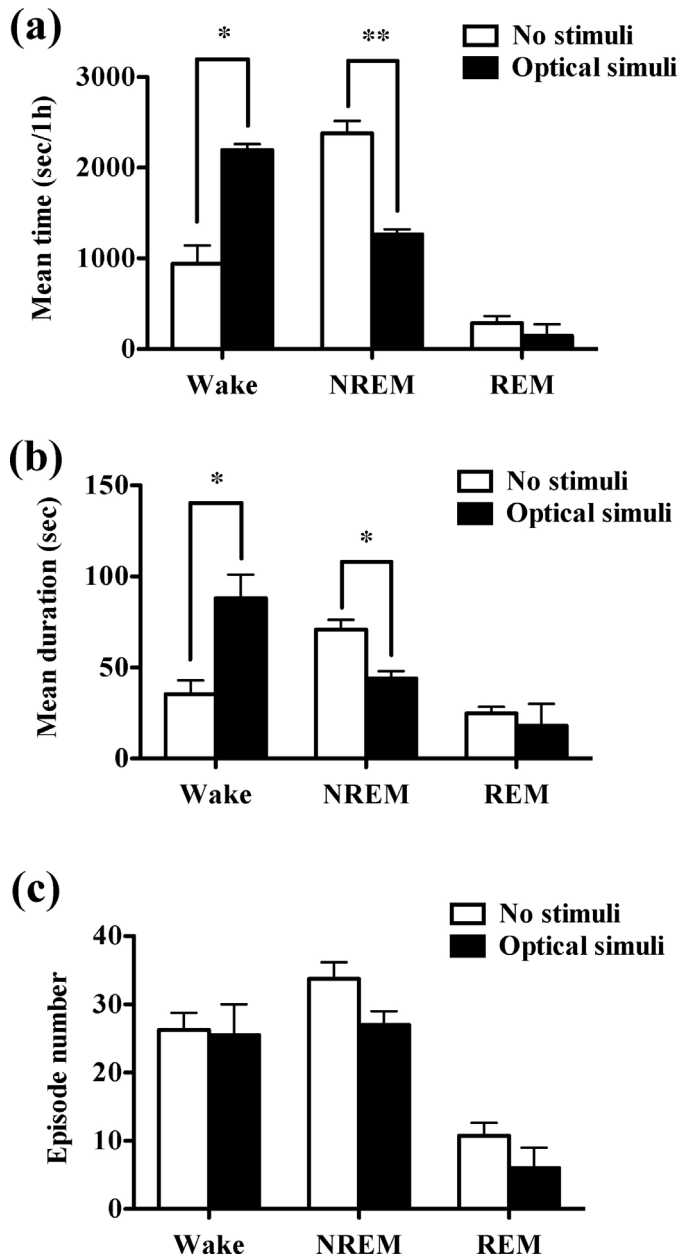 (a)
* **
No stimuli
Optical simuli
Mean time (sec/1h)
3000
2000
1000
0
Wake NREM REM
(b)
* *
No stimuli
Optical simuli
Mean duration (sec)
150
100
50
0
Wake NREM REM
(c)
No stimuli
Optical simuli
Episode number
40
30
20
10
0
Wake NREM REM